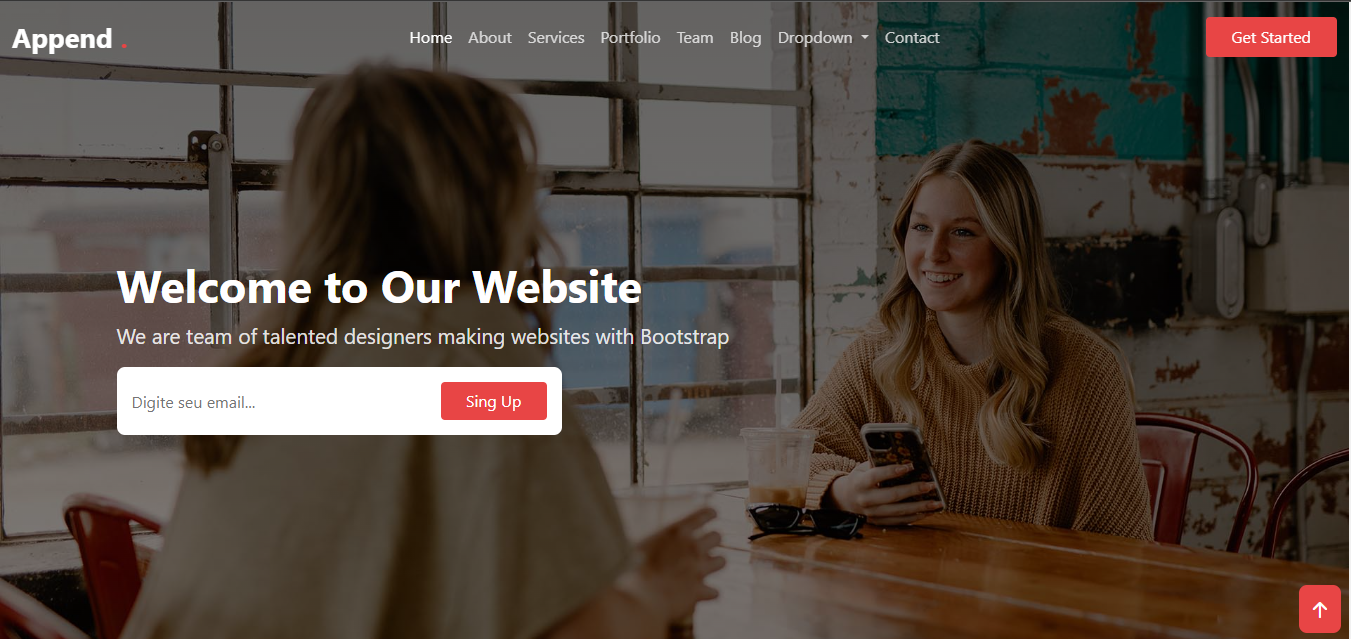 Append .
Home About Services Portfolio Team Blog Dropdown Contact
Get Started
Welcome to Our Website
We are team of talented designers making websites with Bootstrap
Digite seu email...
Sing Up